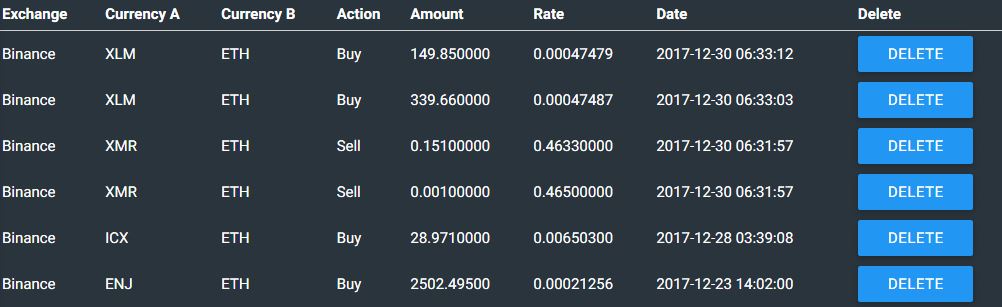 Exchange Currency A Currency B Action Amount Rate Date Delete
Binance XLM ETH Buy 149.850000 0.00047479 2017-12-30 06:33:12 DELETE
Binance XLM ETH Buy 339.660000 0.00047487 2017-12-30 06:33:03 DELETE
Binance XMR ETH Sell 0.15100000 0.46330000 2017-12-30 06:31:57 DELETE
Binance XMR ETH Sell 0.00100000 0.46500000 2017-12-30 06:31:57 DELETE
Binance ICX ETH Buy 28.9710000 0.00650300 2017-12-28 03:39:08 DELETE
Binance ENJ ETH Buy 2502.49500 0.00021256 2017-12-23 14:02:00 DELETE